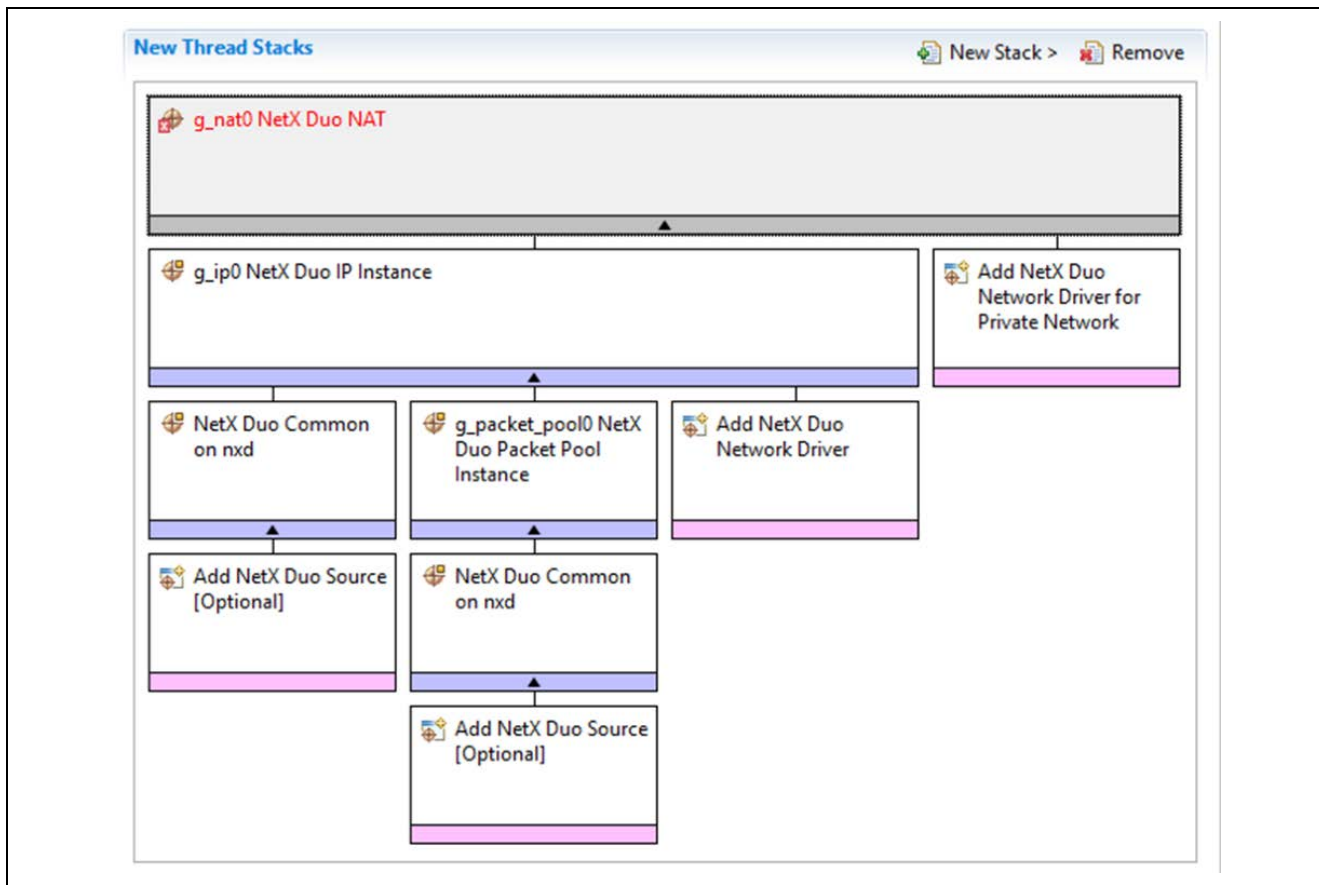 New Thread Stacks
New Stack >
Remove
g_nat0 NetX Duo NAT
g_ip0 NetX Duo IP Instance
Add NetX Duo
Network Driver for
Private Network
NetX Duo Common
on nxd
g_packet_pool0 NetX
Duo Packet Pool
Instance
Add NetX Duo
Network Driver
Add NetX Duo Source
[Optional]
NetX Duo Common
on nxd
Add NetX Duo Source
[Optional]